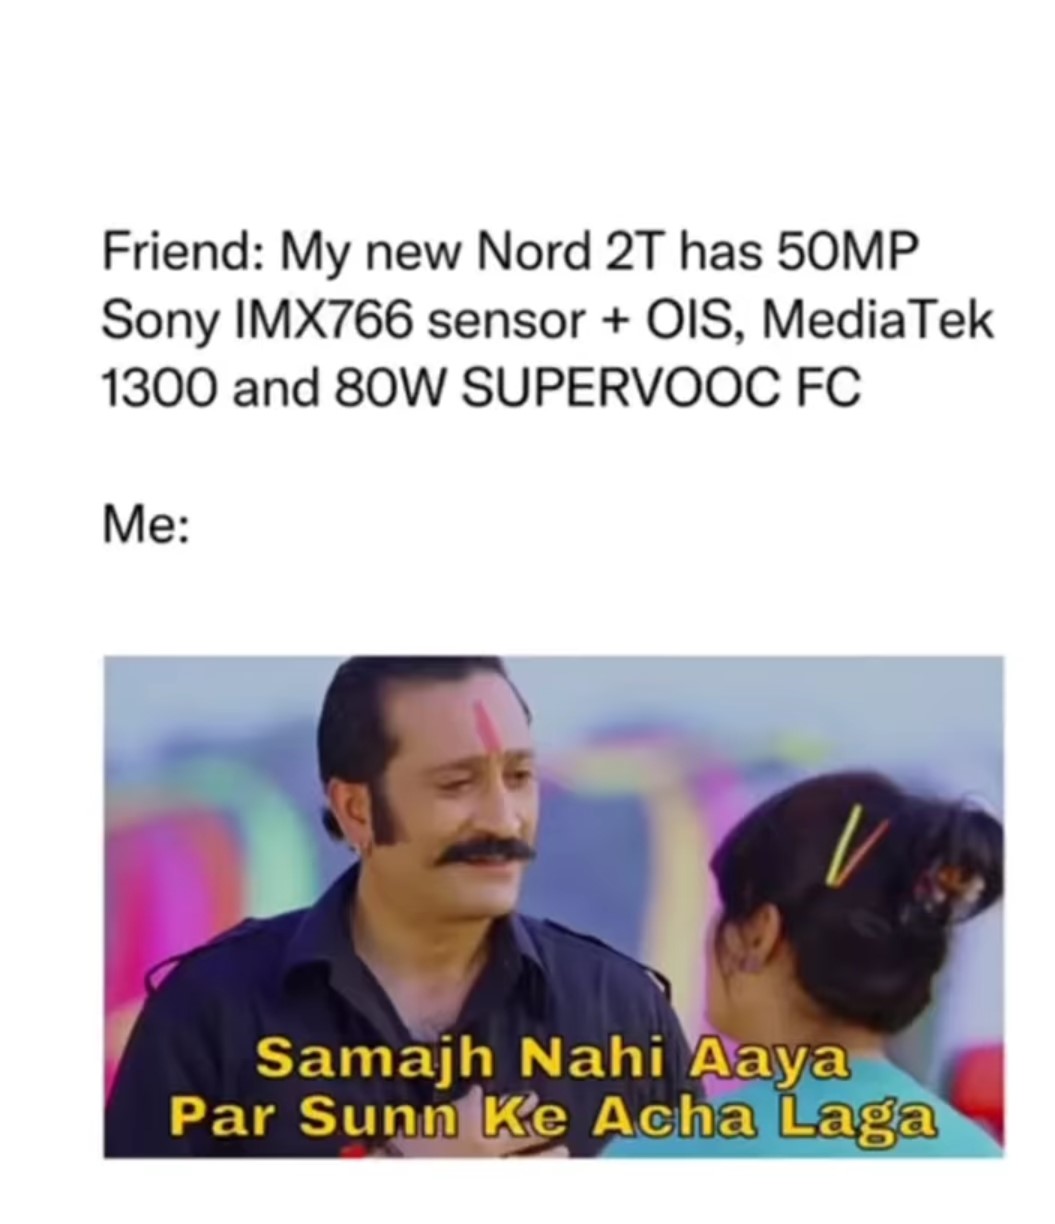 Friend: My new Nord 2T has 50MP
Sony IMX766 sensor + OIS, MediaTek
1300 and 80W SUPERVOOC FC
Me:
Samajh Nahi Aaya
Par Sunn Ke Acha Laga